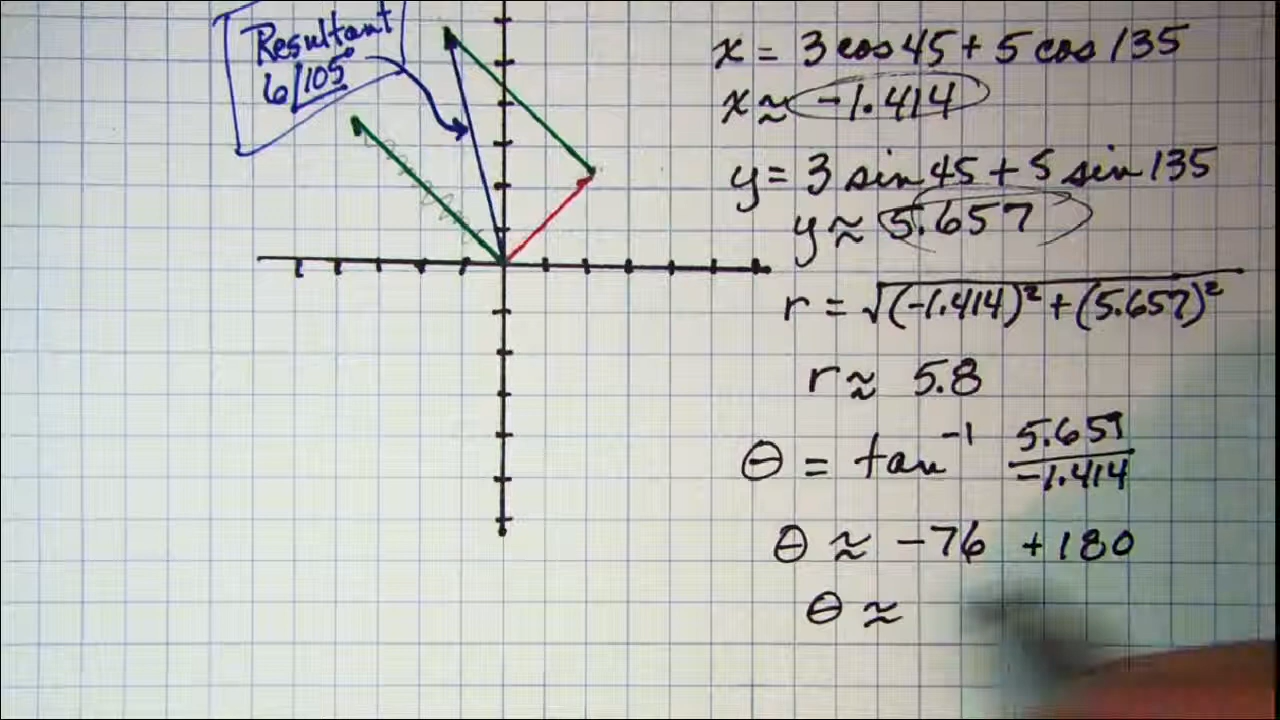 Resultant
6∠105°
x = 3 cos 45 + 5 cos 135
x ≈ -1.414
y = 3 sin 45 + 5 sin 135
y ≈ 5.657
r = √(-1.414)² + (5.657)²
r ≈ 5.8
θ = tan⁻¹ 5.657/-1.414
θ ≈ -76 + 180
θ ≈